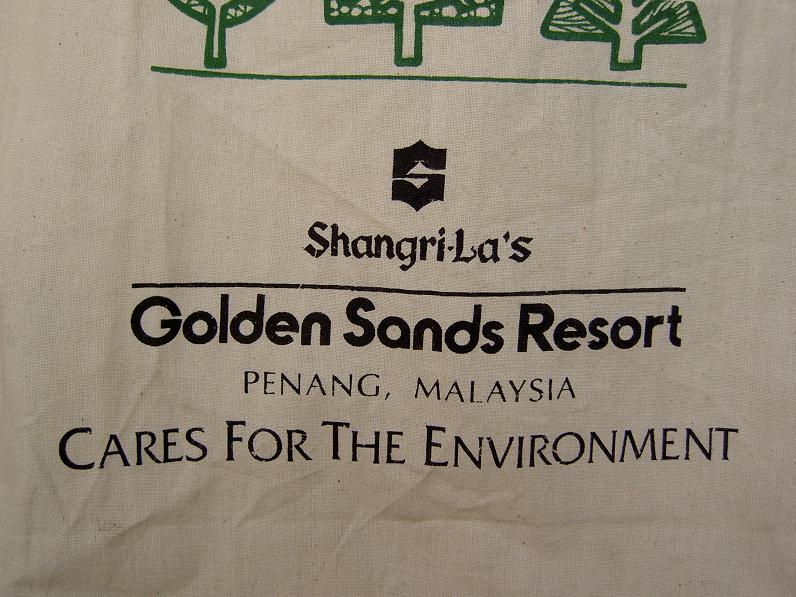 S
Shangri-La's
Golden Sands Resort
PENANG, MALAYSIA
CARES FOR THE ENVIRONMENT